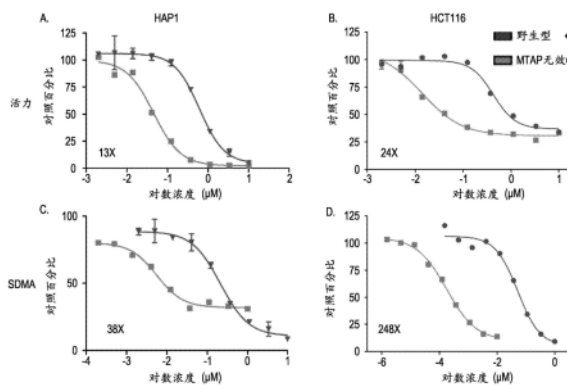 A.
HAP1
活力
对照百分比
125
100
75
50
25
0
13X
-3
-2
-1
0
1
2
对数浓度 (μM)
B.
HCT116
野生型
MTAP无效
对照百分比
125
100
75
50
25
0
24X
-3
-2
-1
0
1
对数浓度 (μM)
C.
SDMA
对照百分比
100
50
0
38X
-4
-3
-2
-1
0
1
对数浓度 (μM)
D.
对照百分比
125
100
75
50
25
0
248X
-6
-4
-2
0
对数浓度 (μM)